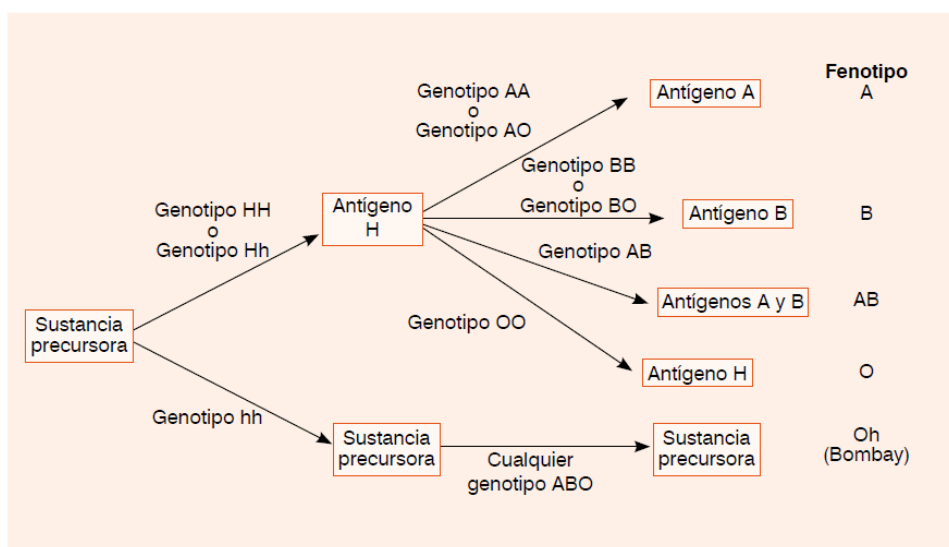 Fenotipo
Genotipo AA
o
Genotipo AO
Antígeno A
A
Genotipo BB
o
Genotipo BO
Antígeno B
B
Genotipo HH
o
Genotipo Hh
Antígeno
H
Genotipo AB
Antígenos A y B
AB
Sustancia
precursora
Genotipo OO
Antígeno H
O
Genotipo hh
Sustancia
precursora
Cualquier
genotipo ABO
Sustancia
precursora
Oh
(Bombay)